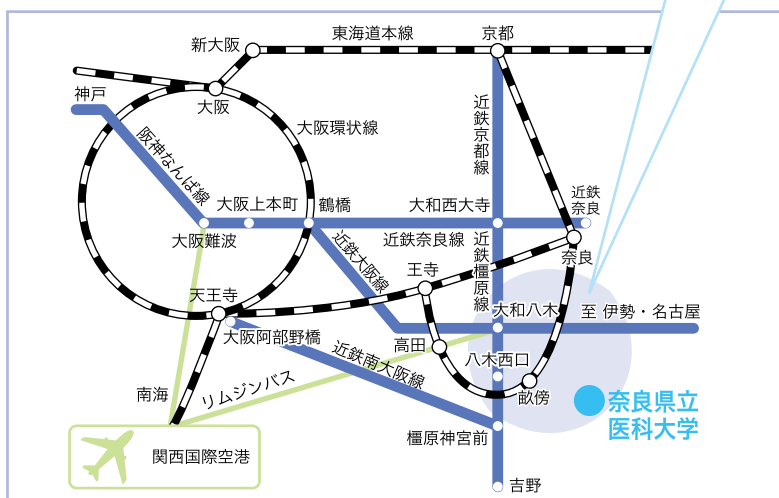 東海道本線
京都
新大阪
神戸
大阪
近鉄京都線
大阪環状線
阪神なんば線
大阪上本町
鶴橋
大和西大寺
近鉄
奈良
大阪難波
近鉄奈良線
近鉄大阪線
近鉄橿原線
奈良
王寺
天王寺
大和八木
至 伊勢・名古屋
大阪阿部野橋
高田
近鉄南大阪線
八木西口
南海
リムジンバス
畝傍
奈良県立
医科大学
橿原神宮前
関西国際空港
吉野